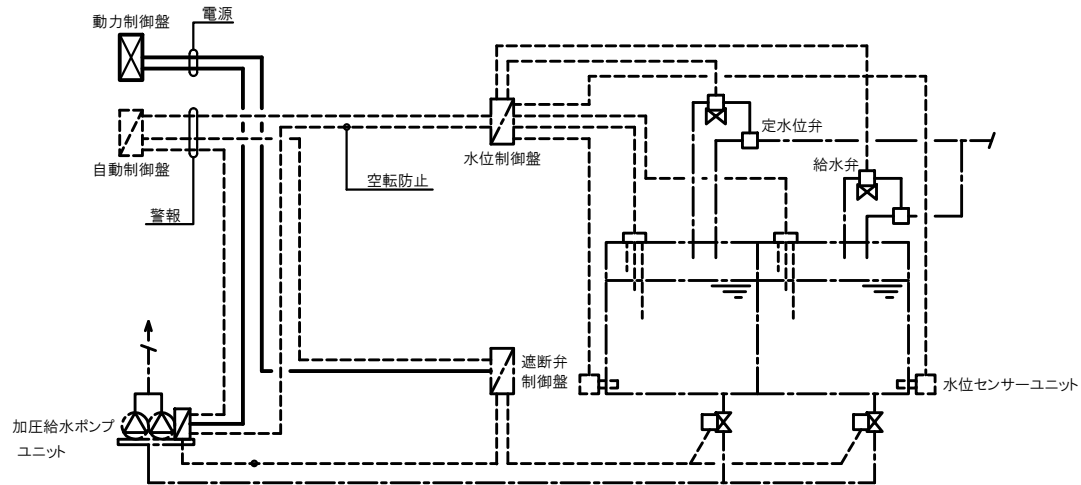 動力制御盤
電源
自動制御盤
警報
空転防止
水位制御盤
定水位弁
給水弁
遮断弁
制御盤
水位センサーユニット
加圧給水ポンプ
ユニット